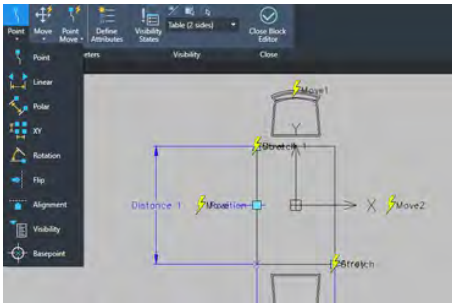 Point
Move
Point
Move
Define
Attributes
Visibility
States
Table (2 sides)
Close Block
Editor
eters
Visibility
Close
Point
Linear
Polar
XY
Rotation
Flip
Alignment
Visibility
Basepoint
Move1
Y
1
Distance 1
X
Move2
Stretch